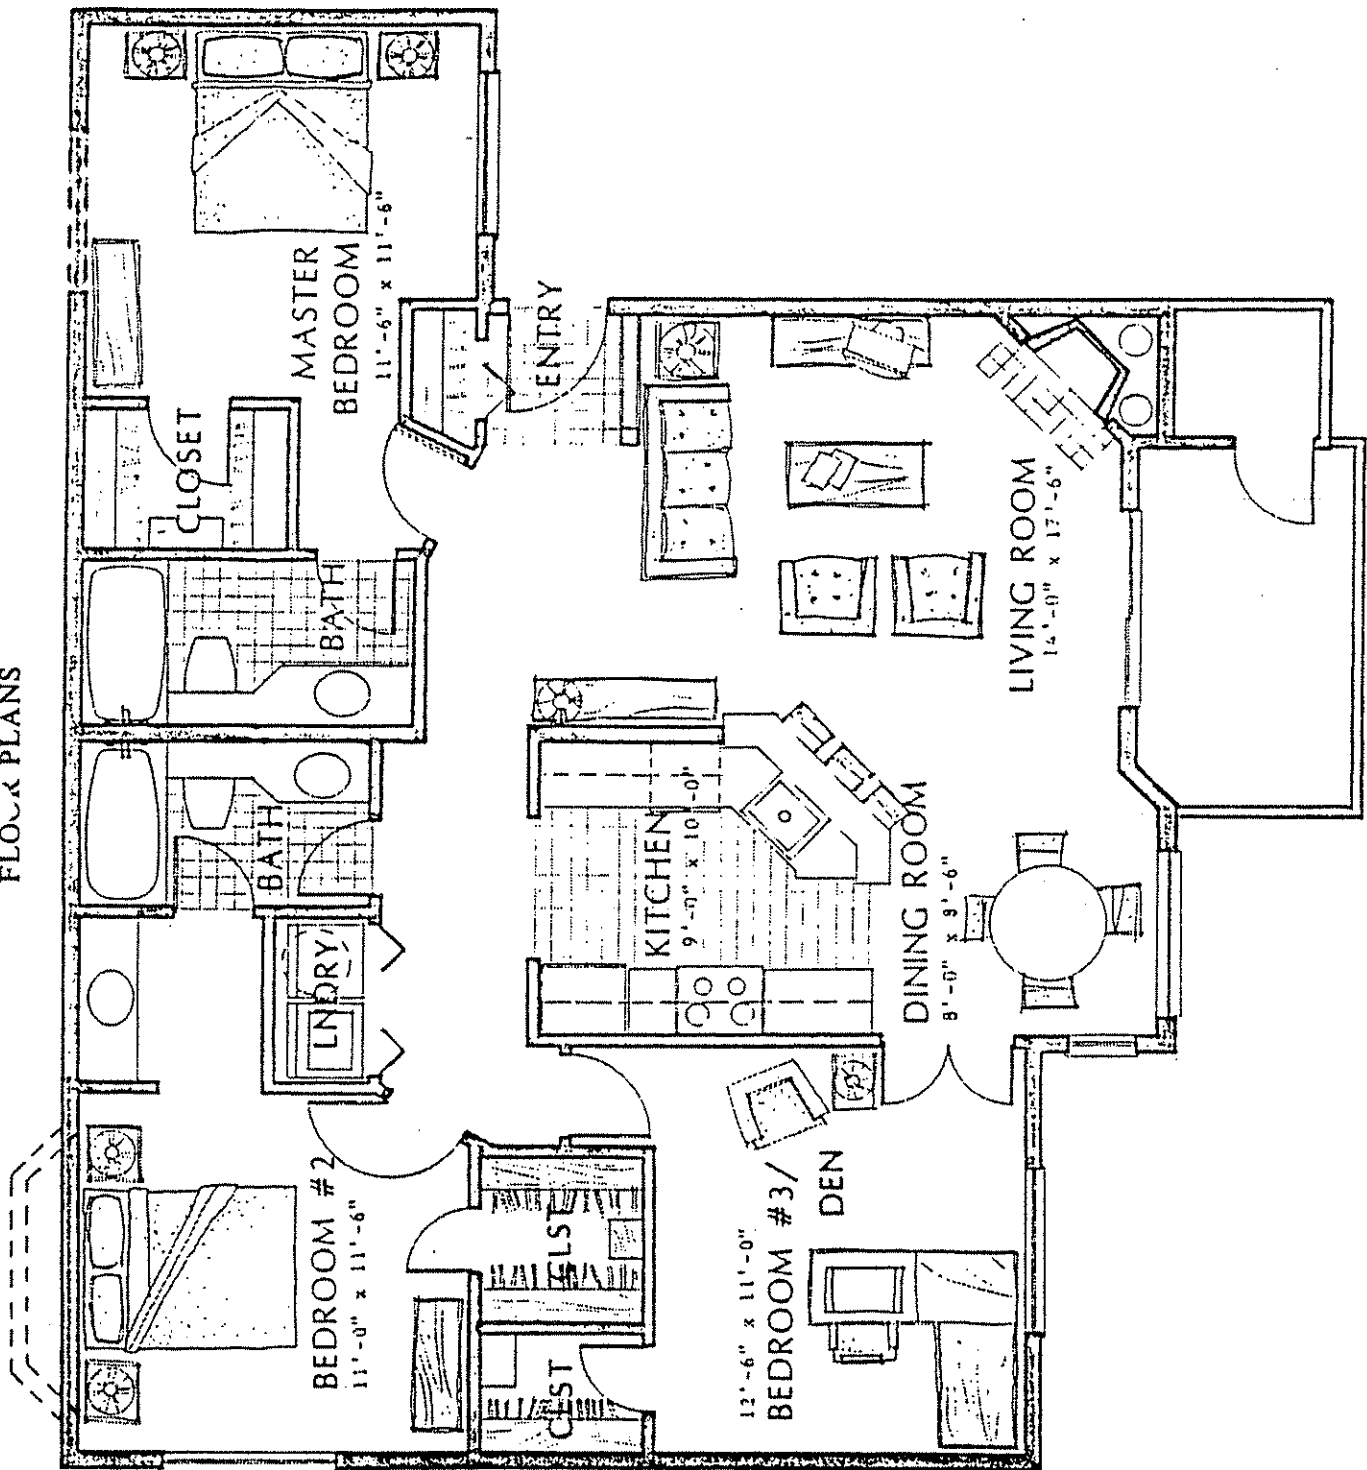 FLOOR PLANS
MASTER
BEDROOM
11'-6" x 11'-6"
CLOSET
ENTRY
BATH
BATH
LNDRY
KITCHEN
9'-0" x 10'-0"
LIVING ROOM
14'-0" x 17'-6"
DINING ROOM
8'-0" x 9'-6"
BEDROOM #2
11'-0" x 11'-6"
CLST
CLST
12'-6" x 11'-0"
BEDROOM #3/
DEN